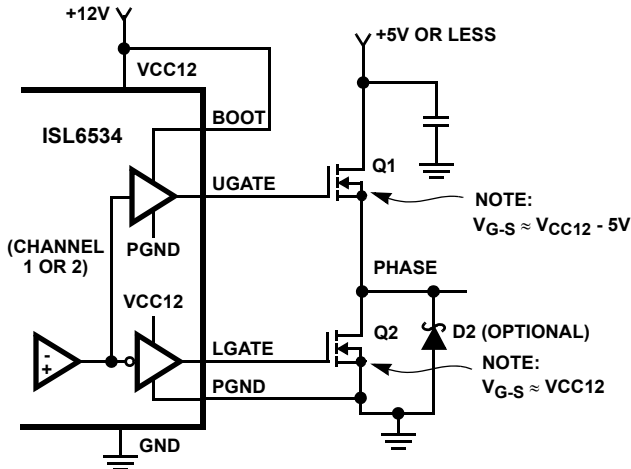 +12V
+5V OR LESS
VCC12
BOOT
ISL6534
UGATE
Q1
NOTE:
VG-S ≈ VCC12 - 5V
PGND
(CHANNEL
1 OR 2)
PHASE
VCC12
Q2
D2 (OPTIONAL)
LGATE
NOTE:
VG-S ≈ VCC12
PGND
-
+
GND